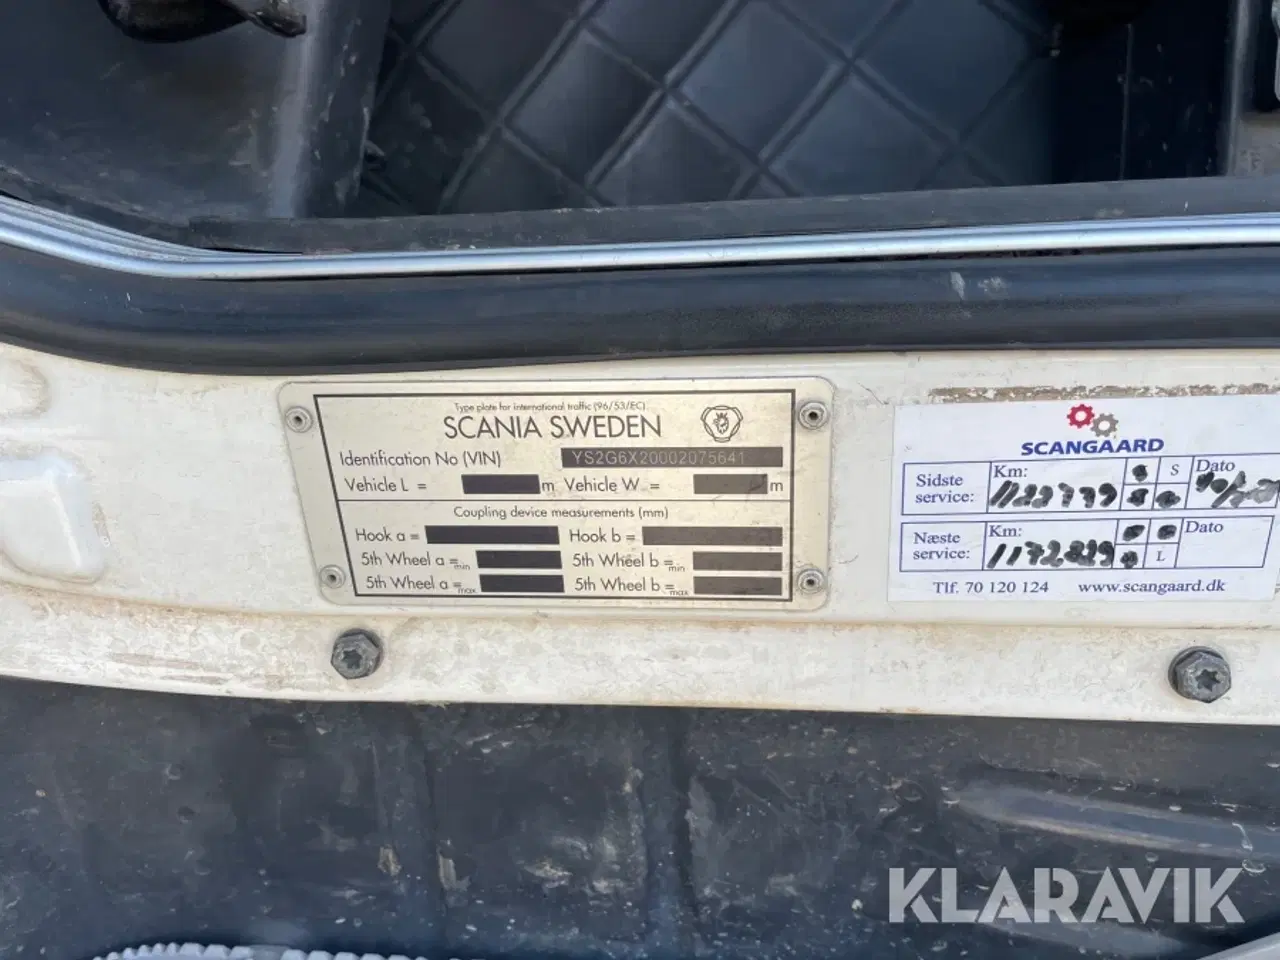 Type plate for international traffic (96/53/EC)
SCANIA SWEDEN
Identification No (VIN) YS2G6X20002075641
Vehicle L = m Vehicle W = m
Coupling device measurements (mm)
Hook a = Hook b =
5th Wheel a min = 5th Wheel b min =
5th Wheel a max = 5th Wheel b max =
SCANGAARD
Sidste service: Km: S Dato
Næste service: Km: L Dato
Tlf. 70 120 124 www.scangaard.dk
KLARAVIK